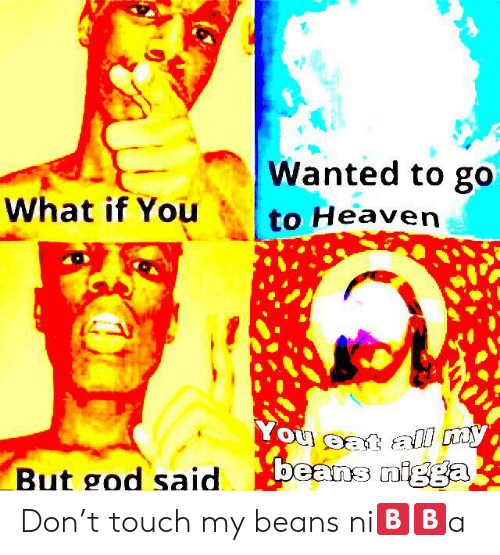 What if You
Wanted to go
to Heaven
But god said
You eat all my
beans nigga
Don't touch my beans ni🅱🅱a